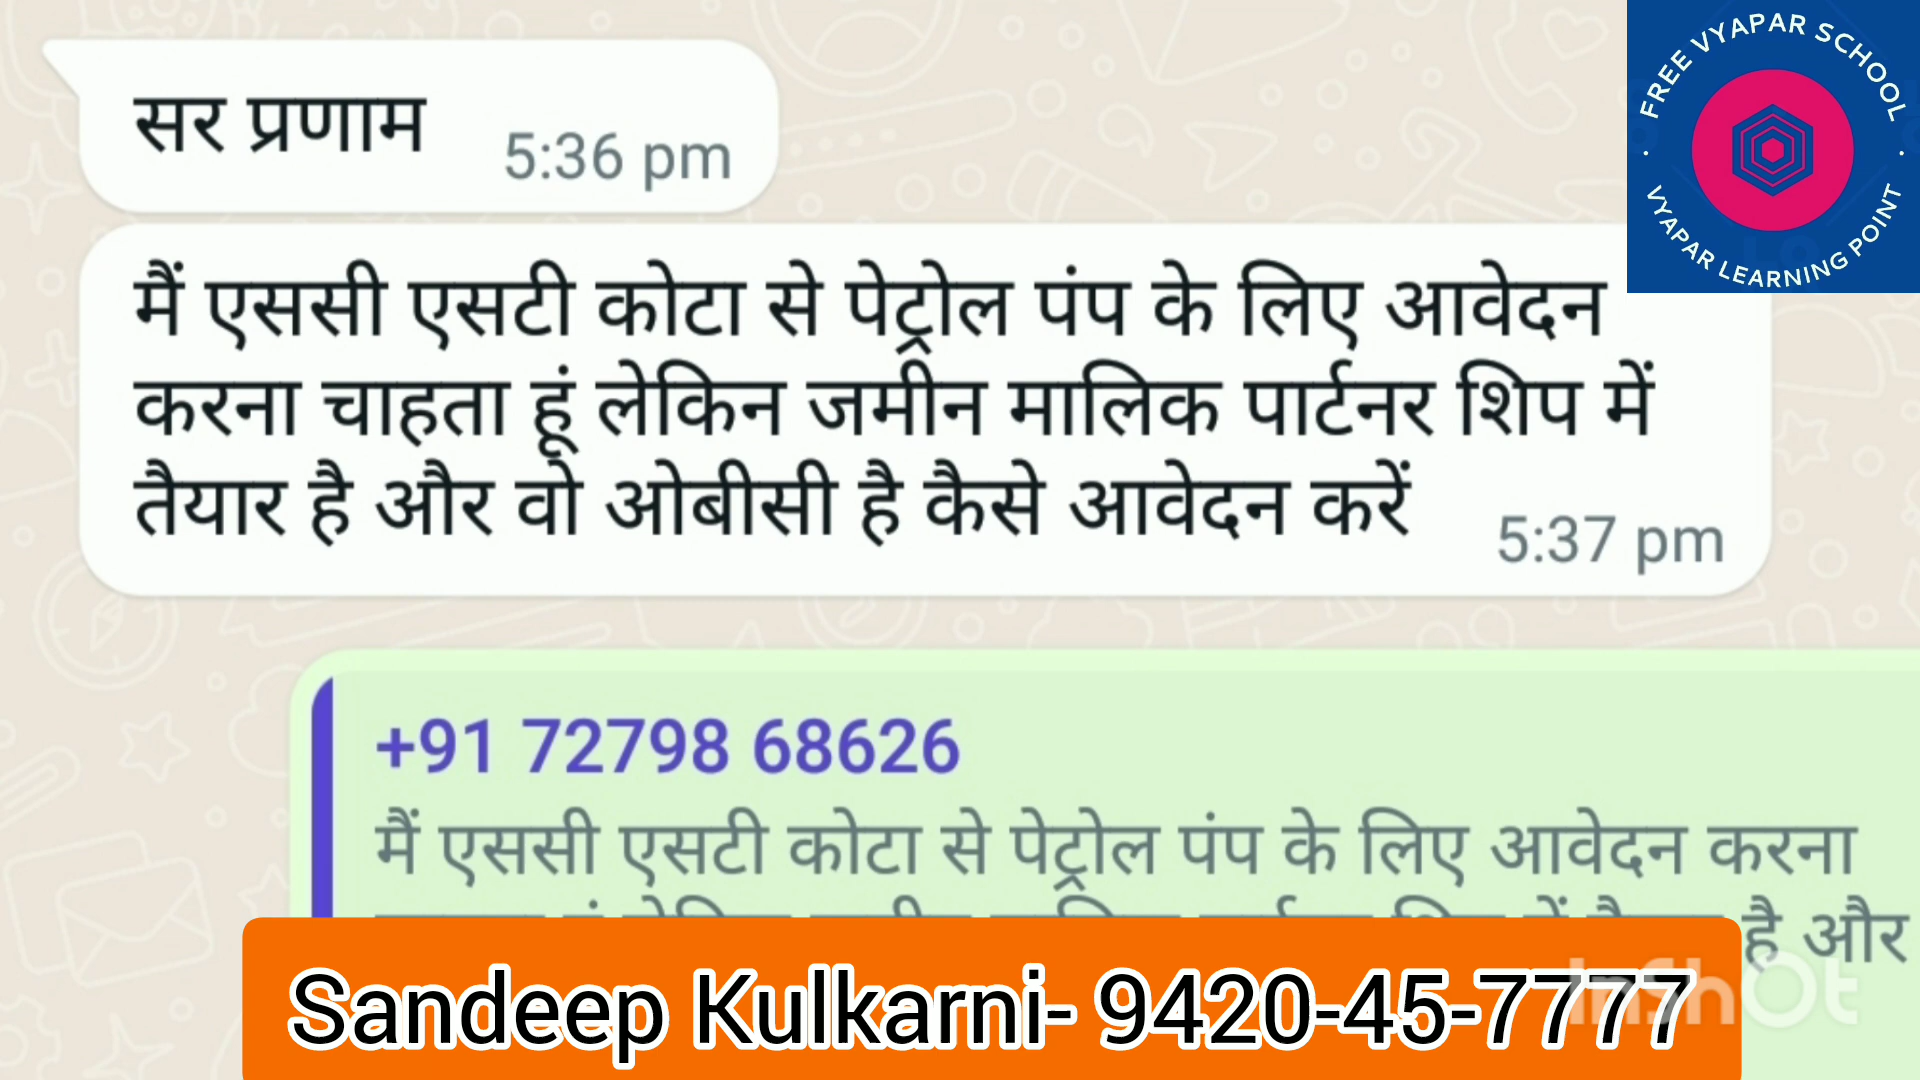 सर प्रणाम
5:36 pm
FREE VYAPAR SCHOOL
VYAPAR LEARNING POINT
मैं एससी एसटी कोटा से पेट्रोल पंप के लिए आवेदन
करना चाहता हूं लेकिन जमीन मालिक पार्टनर शिप में
तैयार है और वो ओबीसी है कैसे आवेदन करें
5:37 pm
+91 72798 68626
मैं एससी एसटी कोटा से पेट्रोल पंप के लिए आवेदन करना
है और
Sandeep Kulkarni- 9420-45-7777
InShOt